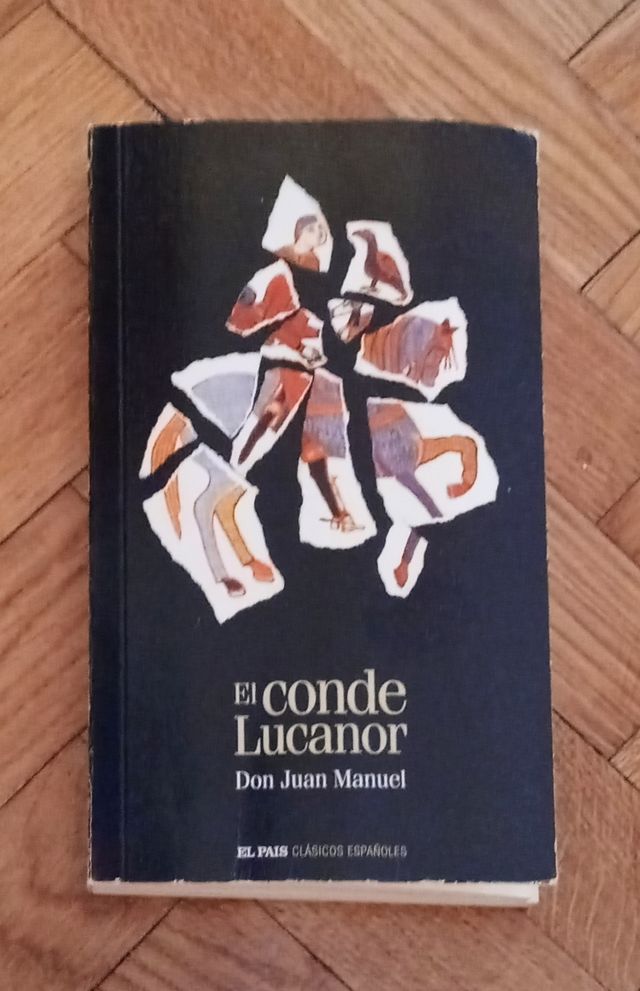 El conde
Lucanor
Don Juan Manuel
EL PAIS CLÁSICOS ESPAÑOLES